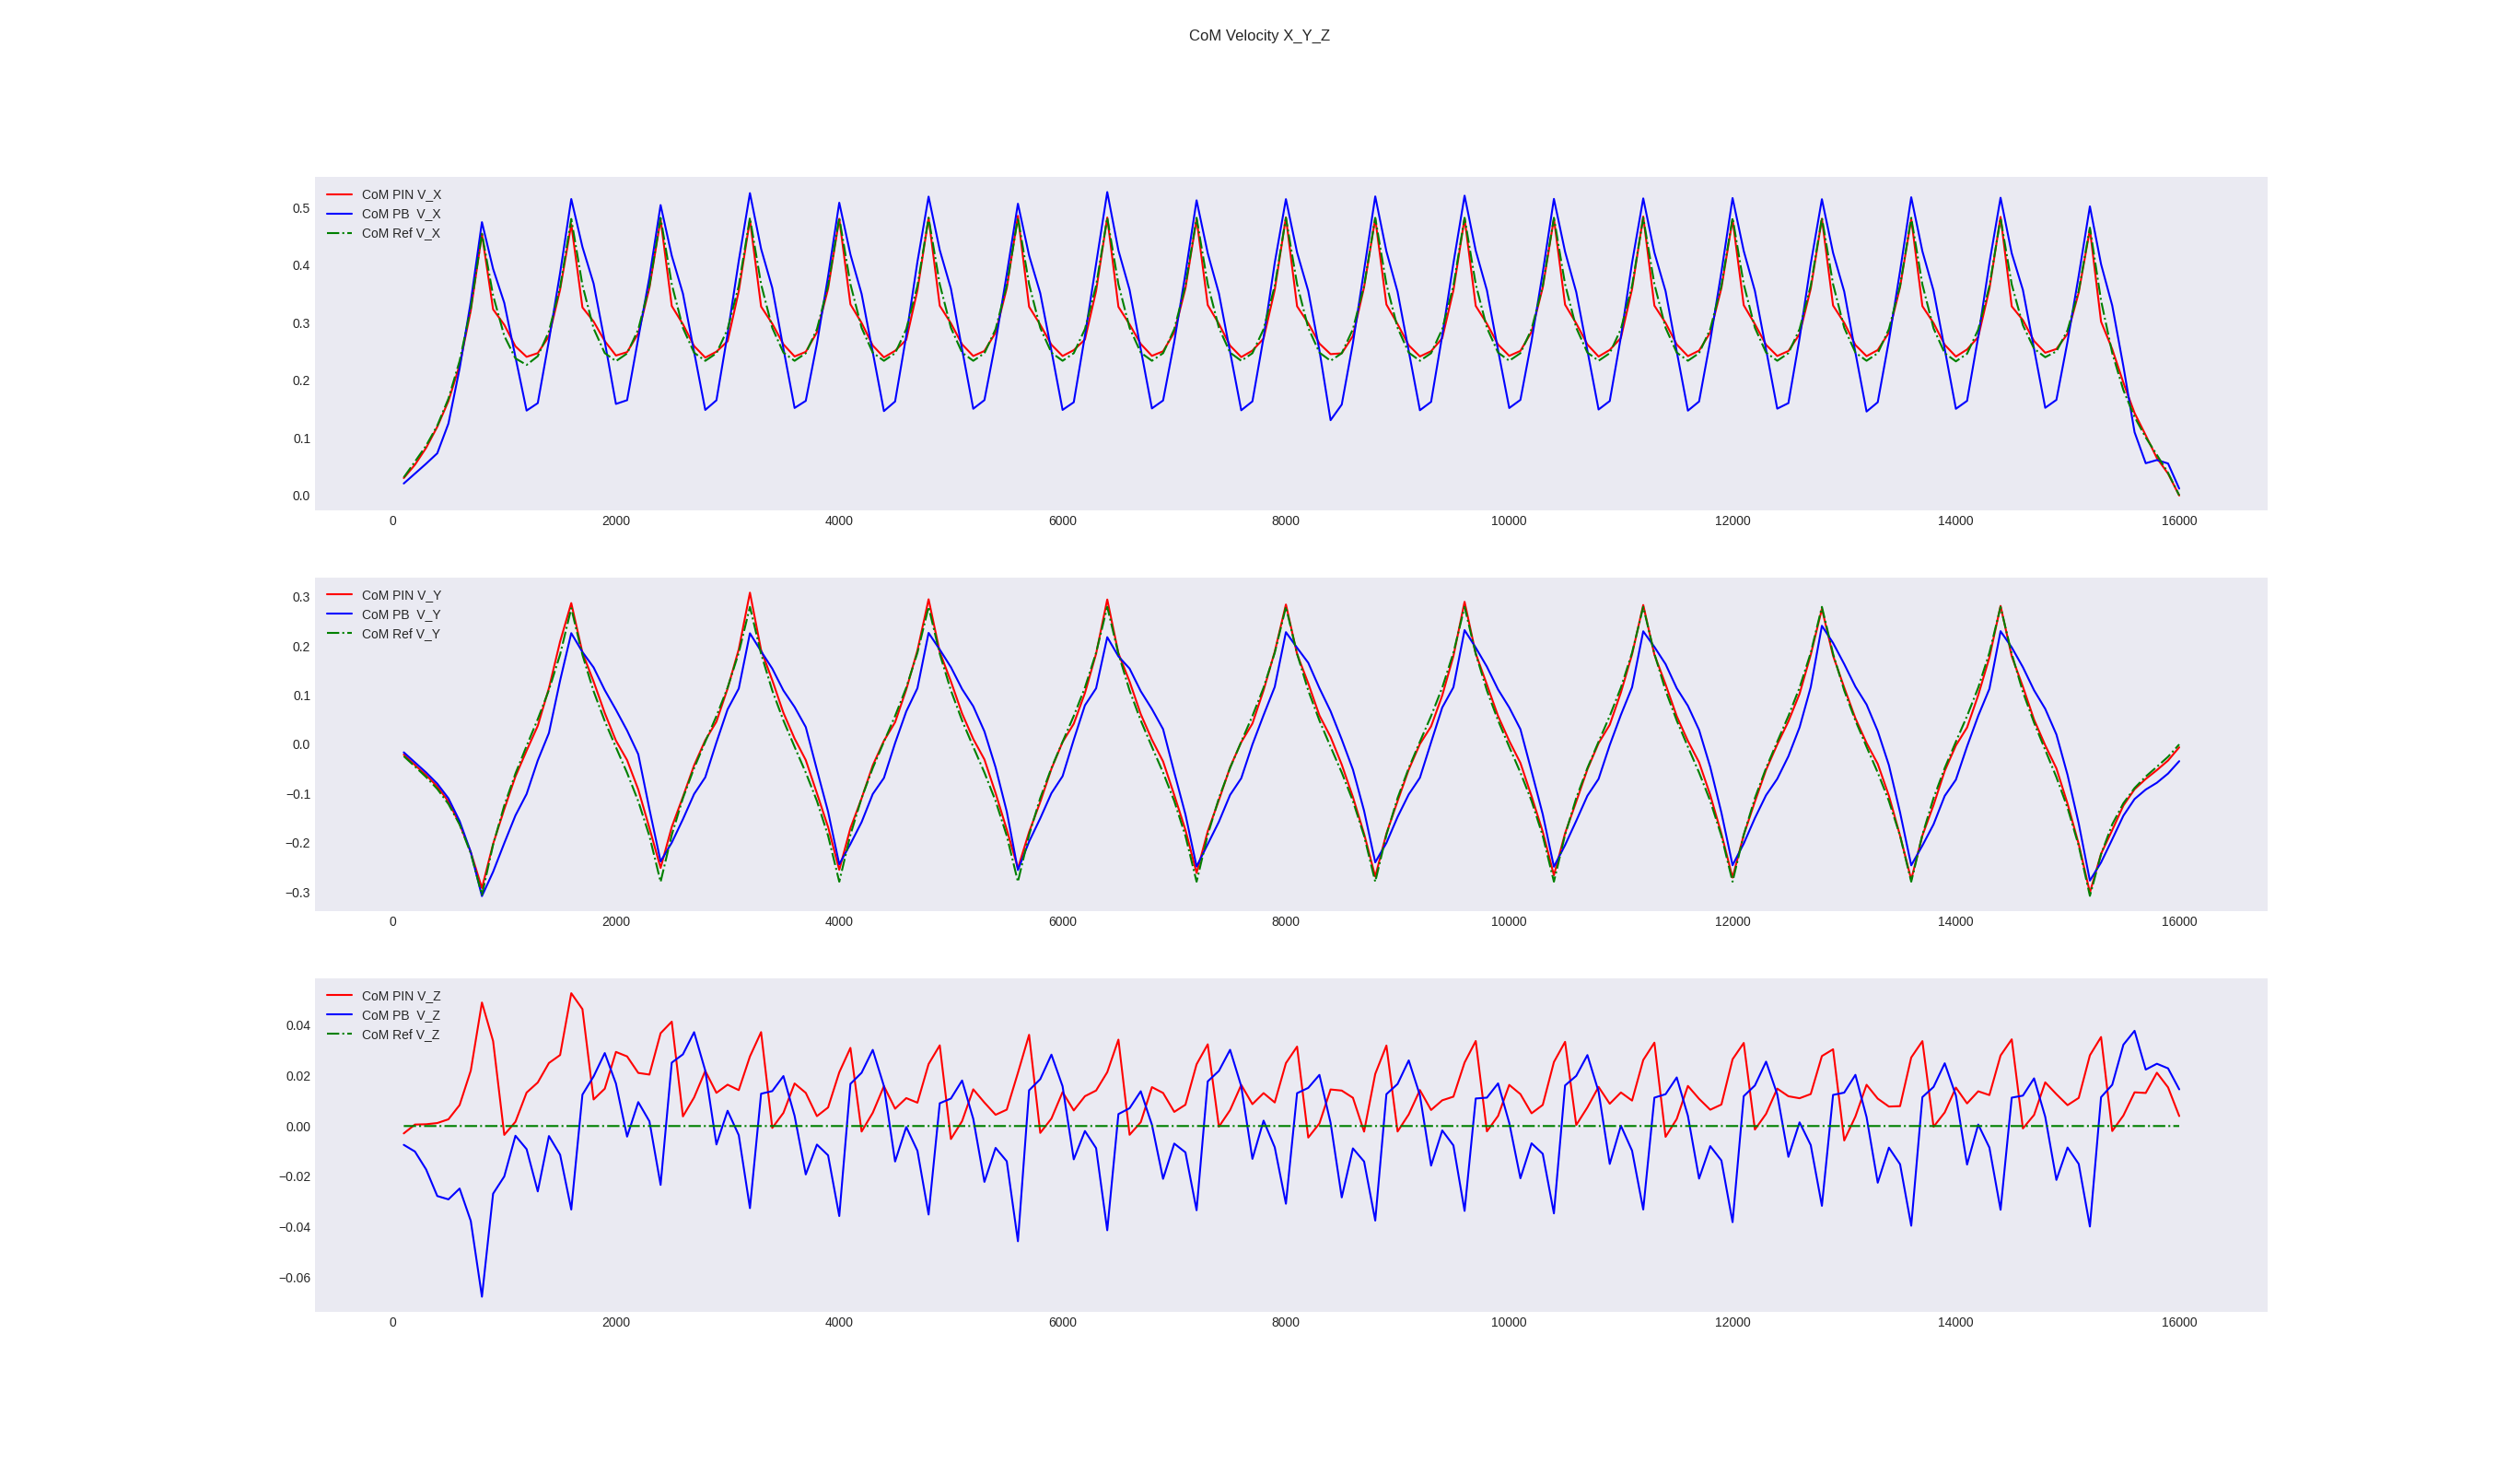 CoM Velocity X_Y_Z
CoM PIN V_X
CoM PB  V_X
CoM Ref V_X
0.5
0.4
0.3
0.2
0.1
0.0
0 2000 4000 6000 8000 10000 12000 14000 16000
CoM PIN V_Y
CoM PB  V_Y
CoM Ref V_Y
0.3
0.2
0.1
0.0
−0.1
−0.2
−0.3
0 2000 4000 6000 8000 10000 12000 14000 16000
CoM PIN V_Z
CoM PB  V_Z
CoM Ref V_Z
0.04
0.02
0.00
−0.02
−0.04
−0.06
0 2000 4000 6000 8000 10000 12000 14000 16000